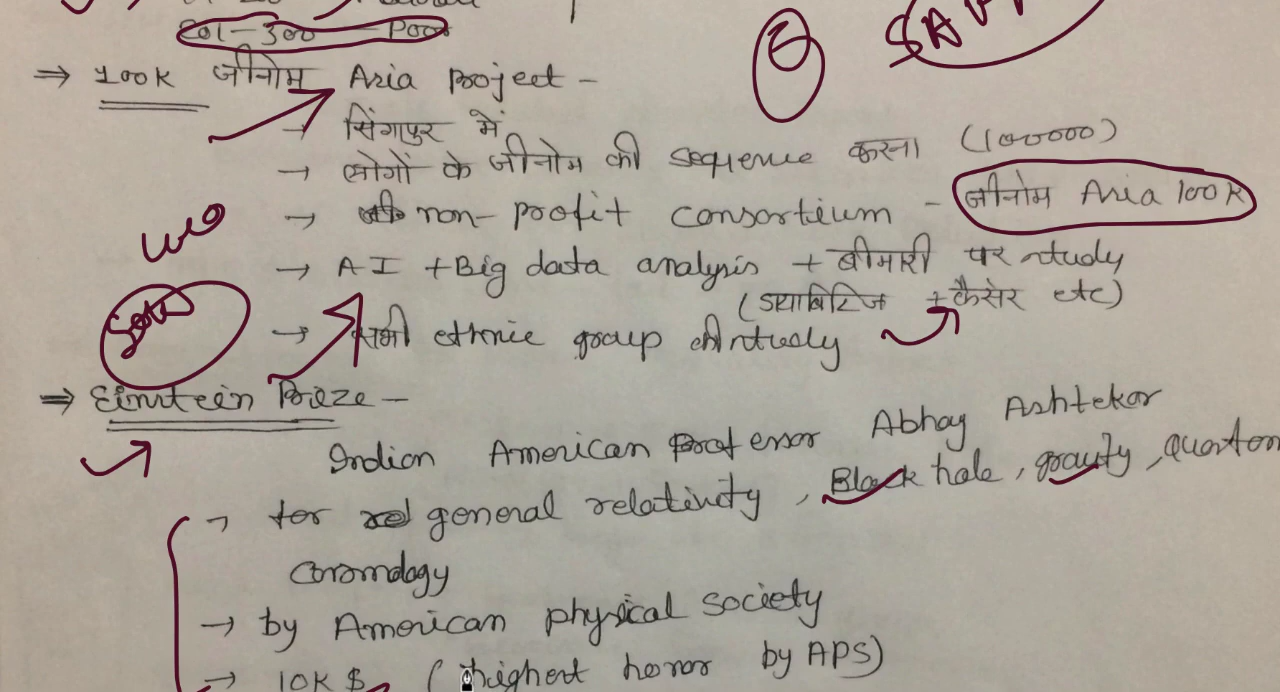 201-300 - Poor
⇒ 100K जीनोम Asia Project -
→ सिंगापुर में
→ लोगों के जीनोम की sequence करना (100000)
→ non-profit consortium - जीनोम Asia 100K
→ AI + Big data analysis + बीमारी पर study
(डायबिटिज + कैंसेर etc)
→ सभी ethnic group की study
⇒ Einstein Prize -
Indian American Professor Abhay Ashtekar
→ for general relativity, Black hole, gravity, quantom
cosmology
→ by American physical society
→ 10K $ (highest honor by APS)